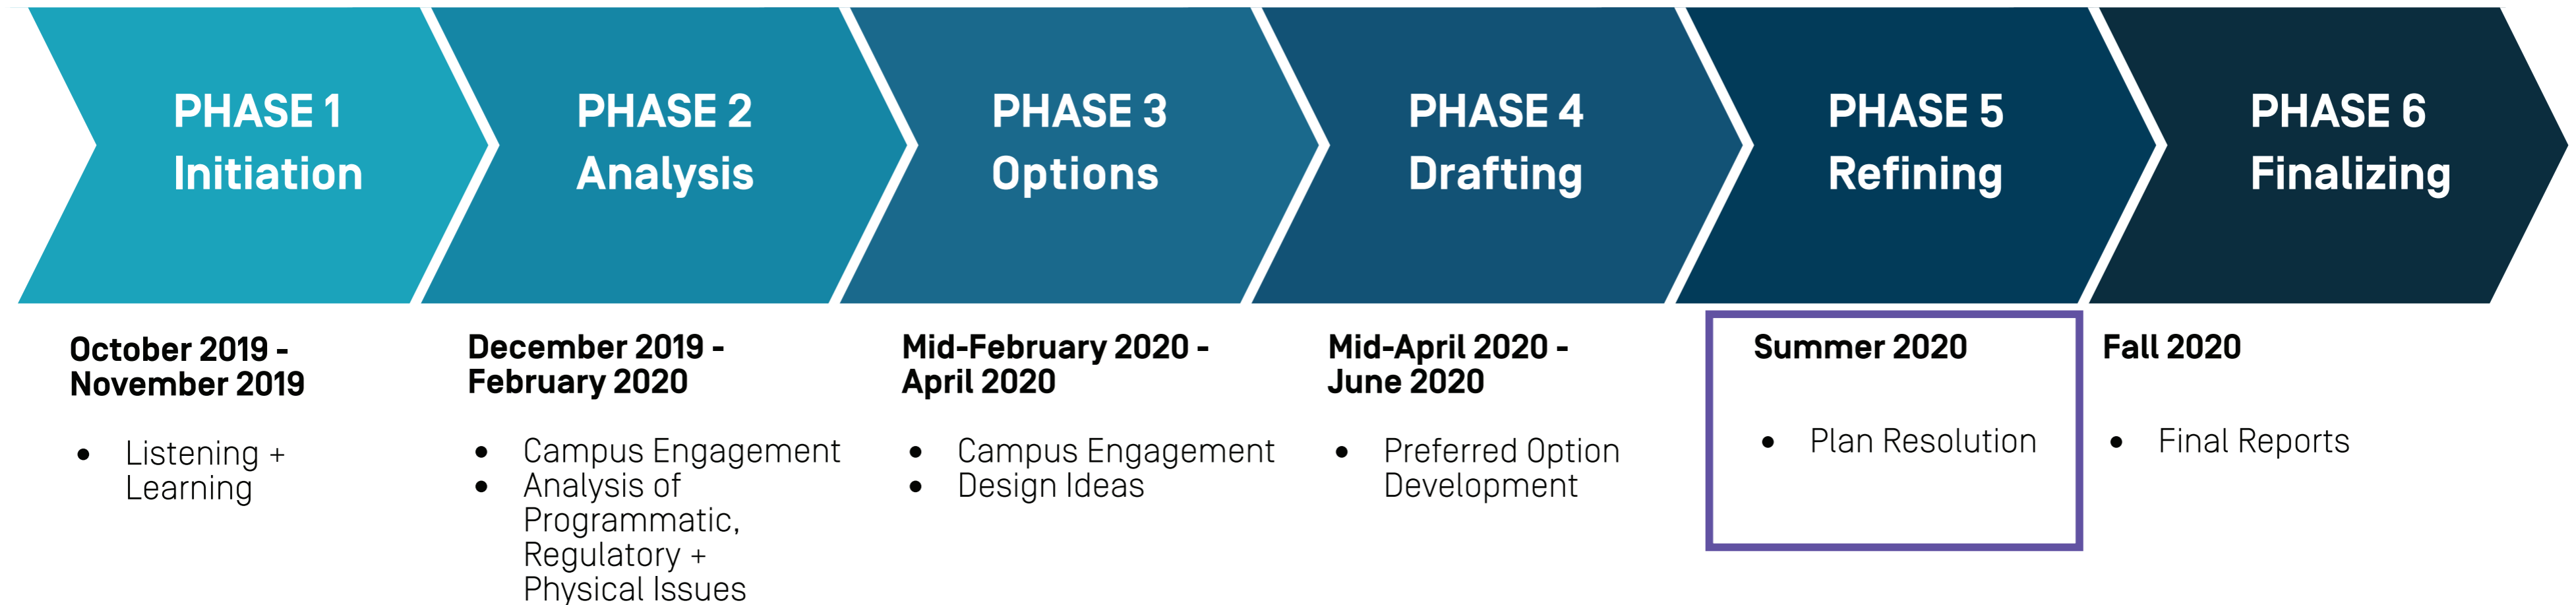 PHASE 1
Initiation
PHASE 2
Analysis
PHASE 3
Options
PHASE 4
Drafting
PHASE 5
Refining
PHASE 6
Finalizing
October 2019 -
November 2019
• Listening +
Learning
December 2019 -
February 2020
• Campus Engagement
• Analysis of
Programmatic,
Regulatory +
Physical Issues
Mid-February 2020 -
April 2020
• Campus Engagement
• Design Ideas
Mid-April 2020 -
June 2020
• Preferred Option
Development
Summer 2020
• Plan Resolution
Fall 2020
• Final Reports